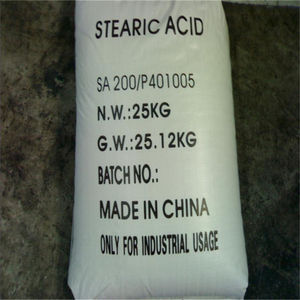 STEARIC ACID
SA 200/P401005
N.W.:25KG
G.W.:25.12KG
BATCH NO.:
MADE IN CHINA
ONLY FOR INDUSTRIAL USAGE